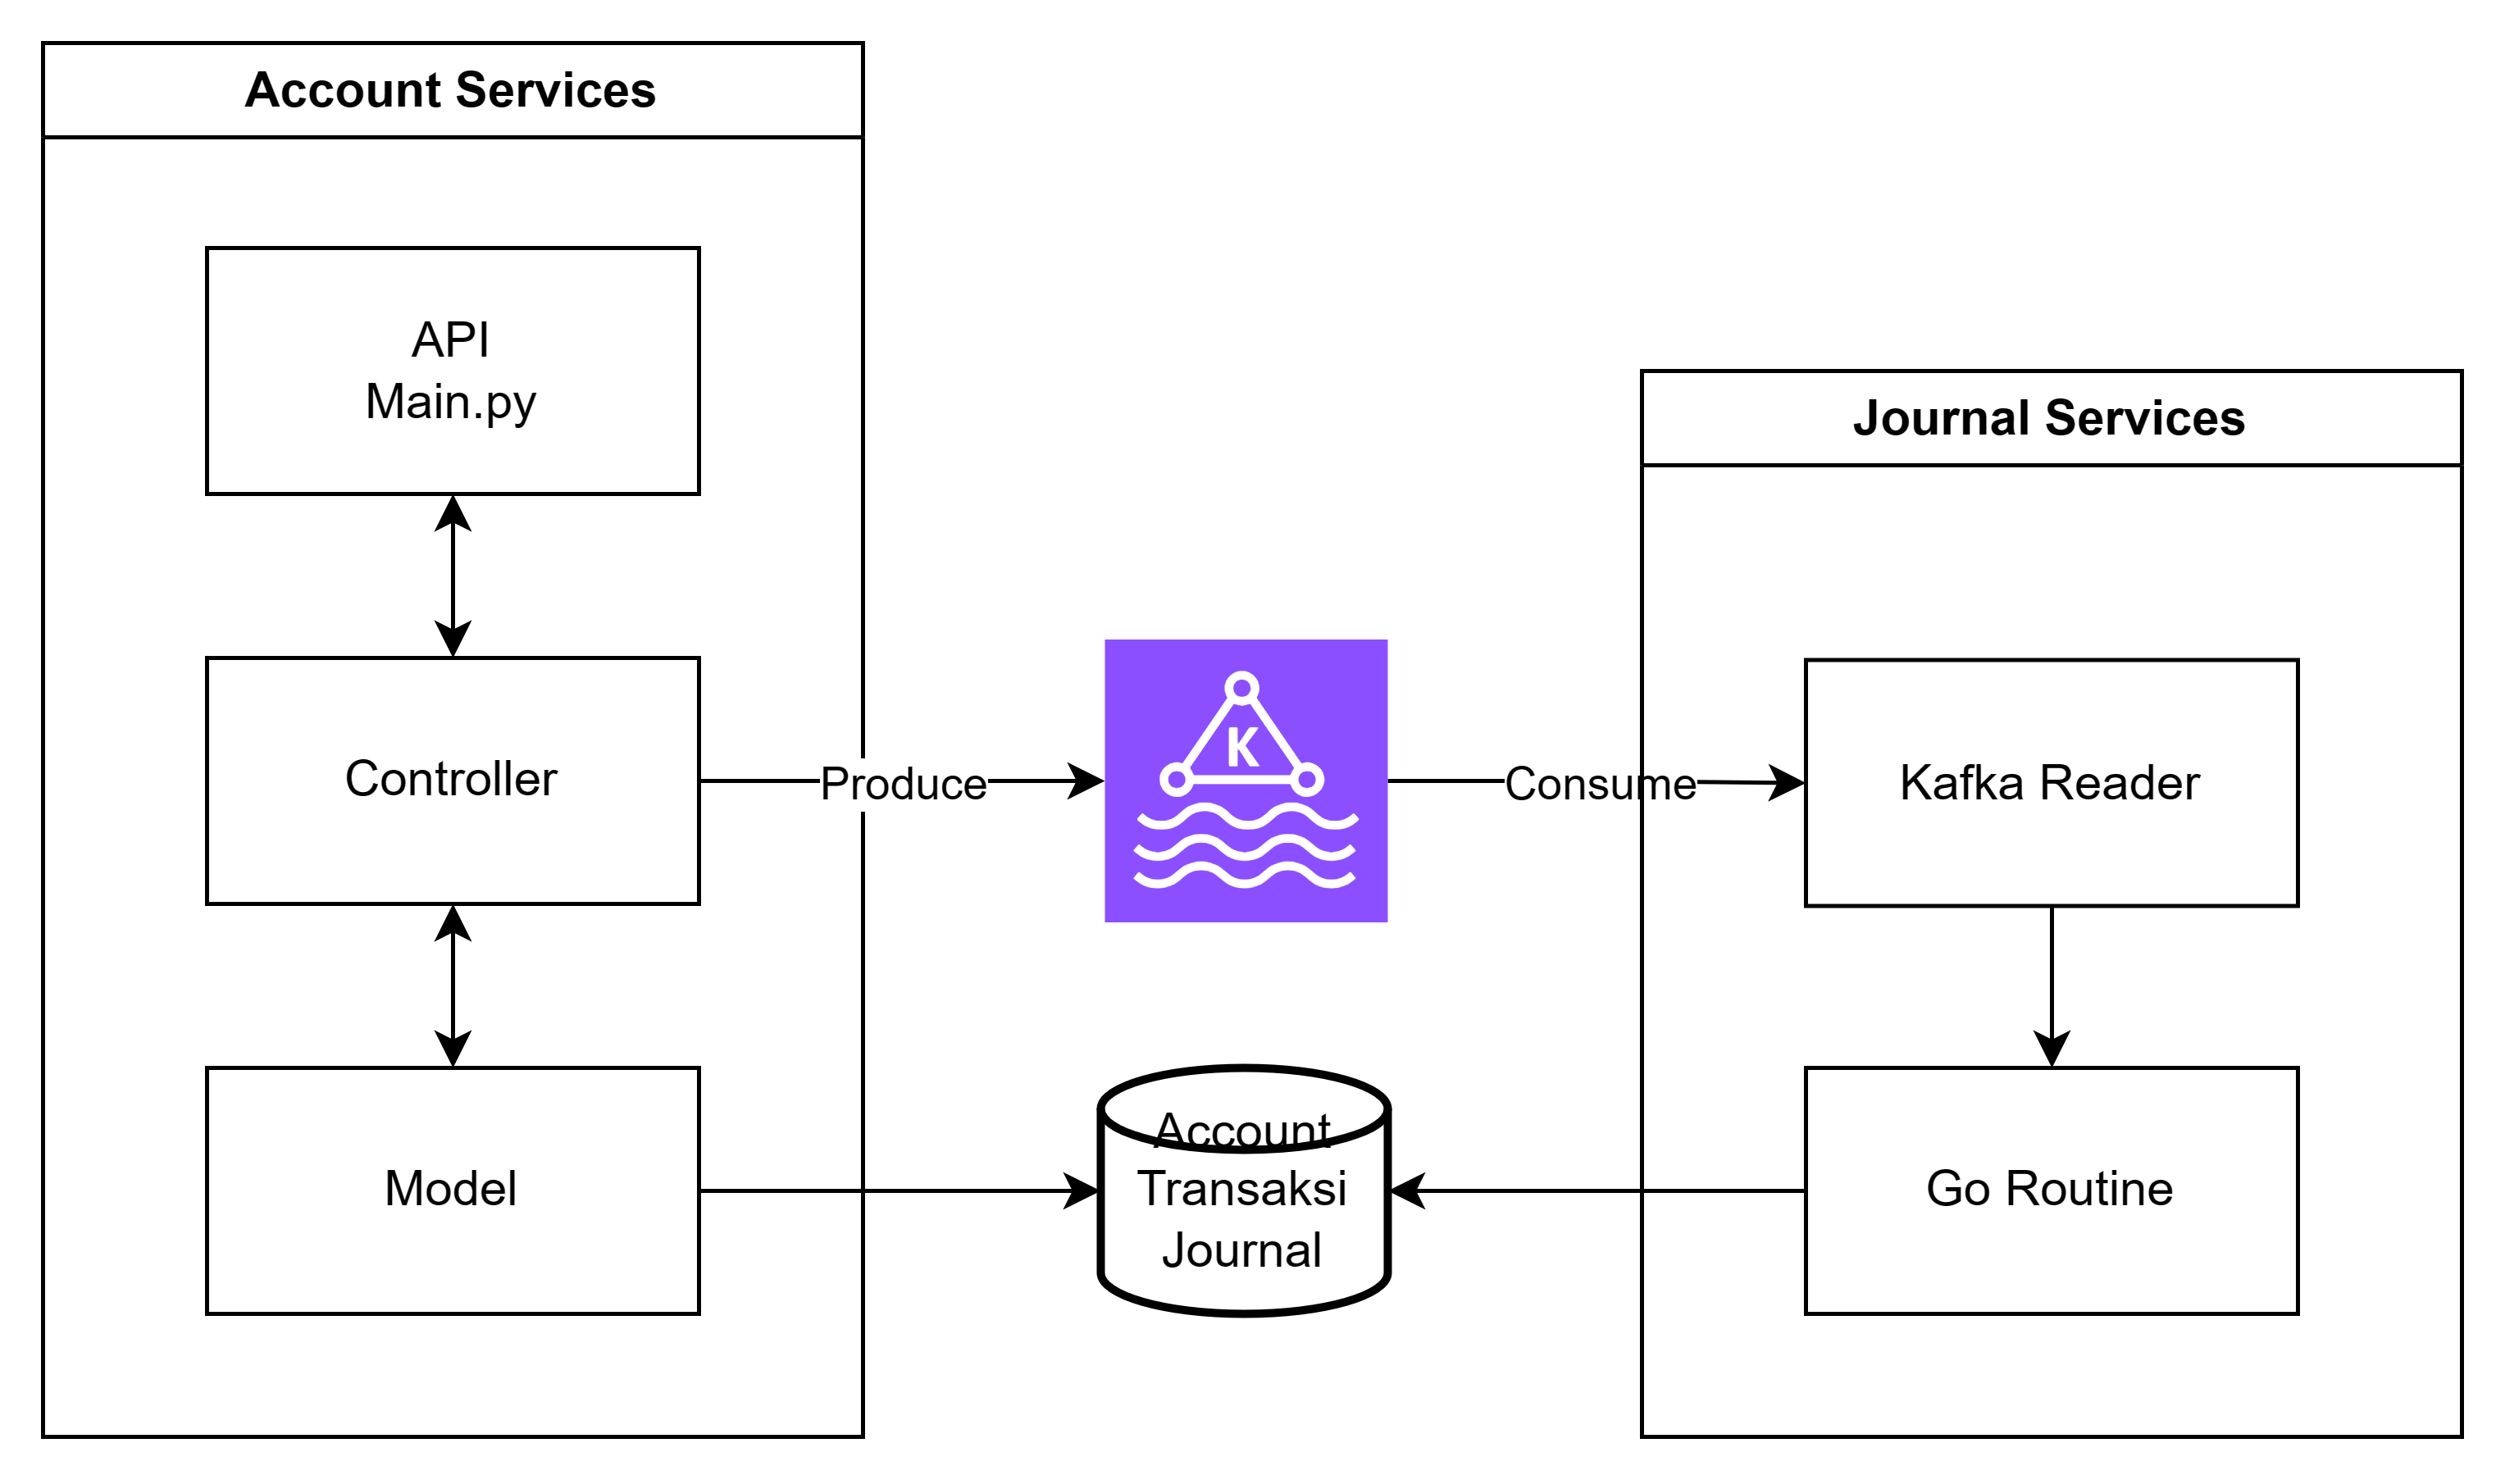 Account Services
API
Main.py
Controller
Model
Produce
K
Consume
Account
Transaksi
Journal
Journal Services
Kafka Reader
Go Routine